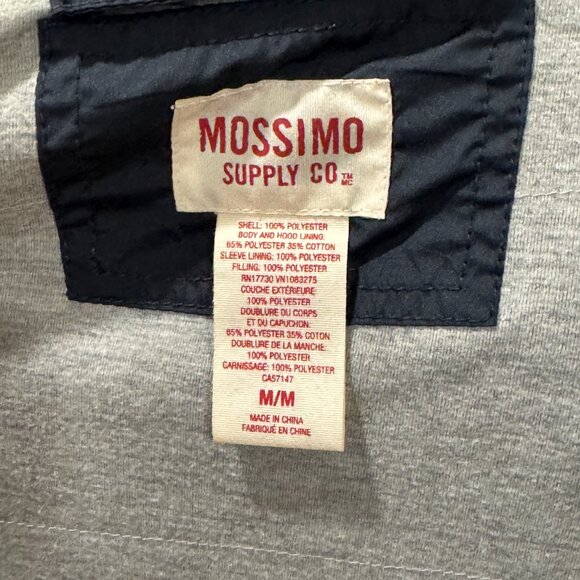 MOSSIMO
SUPPLY CO TM MC
SHELL: 100% POLYESTER
BODY AND HOOD LINING:
65% POLYESTER 35% COTTON
SLEEVE LINING: 100% POLYESTER
FILLING: 100% POLYESTER
RN17730 VN1083275
COUCHE EXTÉRIEURE:
100% POLYESTER
DOUBLURE DU CORPS
ET DU CAPUCHON:
65% POLYESTER 35% COTON
DOUBLURE DE LA MANCHE:
100% POLYESTER
GARNISSAGE: 100% POLYESTER
CA57147
M/M
MADE IN CHINA
FABRIQUÉ EN CHINE